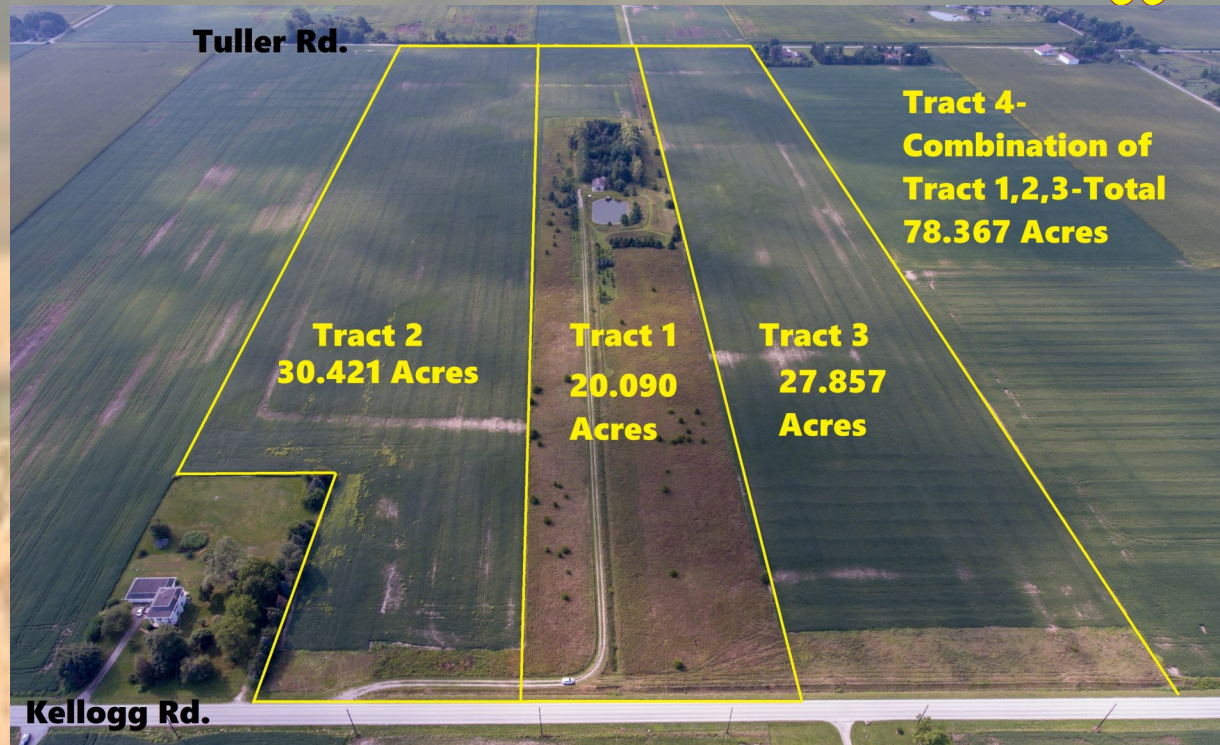 Tuller Rd.
Tract 4-
Combination of
Tract 1,2,3-Total
78.367 Acres
Tract 2
30.421 Acres
Tract 1
20.090
Acres
Tract 3
27.857
Acres
Kellogg Rd.